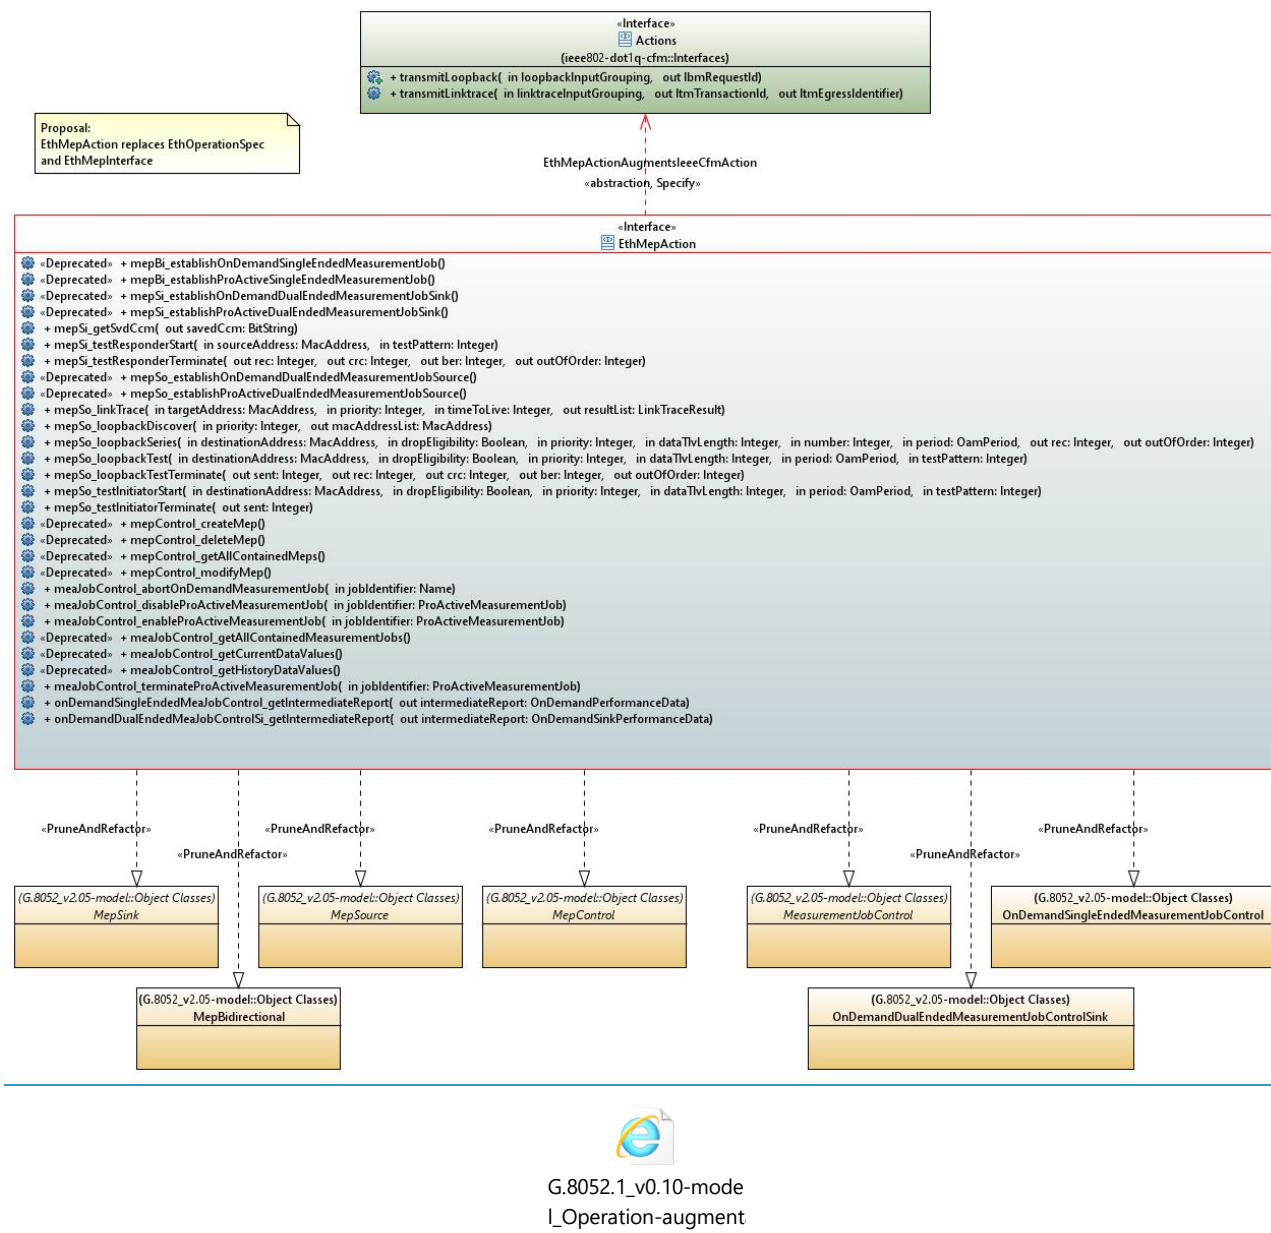 «Interface»
Actions
(ieee802-dot1q-cfm::Interfaces)
+ transmitLoopback( in loopbackInputGrouping, out lbmRequestId)
+ transmitLinktrace( in linktraceInputGrouping, out ltmTransactionId, out ltmEgressIdentifier)
Proposal:
EthMepAction replaces EthOperationSpec
and EthMepInterface
EthMepActionAugmentsIeeeCfmAction
«abstraction, Specify»
«Interface»
EthMepAction
«Deprecated» + mepBi_establishOnDemandSingleEndedMeasurementJob()
«Deprecated» + mepBi_establishProActiveSingleEndedMeasurementJob()
«Deprecated» + mepSi_establishOnDemandDualEndedMeasurementJobSink()
«Deprecated» + mepSi_establishProActiveDualEndedMeasurementJobSink()
+ mepSi_getSvdCcm( out savedCcm: BitString)
+ mepSi_testResponderStart( in sourceAddress: MacAddress, in testPattern: Integer)
+ mepSi_testResponderTerminate( out rec: Integer, out crc: Integer, out ber: Integer, out outOfOrder: Integer)
«Deprecated» + mepSo_establishOnDemandDualEndedMeasurementJobSource()
«Deprecated» + mepSo_establishProActiveDualEndedMeasurementJobSource()
+ mepSo_linkTrace( in targetAddress: MacAddress, in priority: Integer, in timeToLive: Integer, out resultList: LinkTraceResult)
+ mepSo_loopbackDiscover( in priority: Integer, out macAddressList: MacAddress)
+ mepSo_loopbackSeries( in destinationAddress: MacAddress, in dropEligibility: Boolean, in priority: Integer, in dataTlvLength: Integer, in number: Integer, in period: OamPeriod, out rec: Integer, out outOfOrder: Integer)
+ mepSo_loopbackTest( in destinationAddress: MacAddress, in dropEligibility: Boolean, in priority: Integer, in dataTlvLength: Integer, in period: OamPeriod, in testPattern: Integer)
+ mepSo_loopbackTestTerminate( out sent: Integer, out rec: Integer, out crc: Integer, out ber: Integer, out outOfOrder: Integer)
+ mepSo_testInitiatorStart( in destinationAddress: MacAddress, in dropEligibility: Boolean, in priority: Integer, in dataTlvLength: Integer, in period: OamPeriod, in testPattern: Integer)
+ mepSo_testInitiatorTerminate( out sent: Integer)
«Deprecated» + mepControl_createMep()
«Deprecated» + mepControl_deleteMep()
«Deprecated» + mepControl_getAllContainedMeps()
«Deprecated» + mepControl_modifyMep()
+ meaJobControl_abortOnDemandMeasurementJob( in jobIdentifier: Name)
+ meaJobControl_disableProActiveMeasurementJob( in jobIdentifier: ProActiveMeasurementJob)
+ meaJobControl_enableProActiveMeasurementJob( in jobIdentifier: ProActiveMeasurementJob)
«Deprecated» + meaJobControl_getAllContainedMeasurementJobs()
«Deprecated» + meaJobControl_getCurrentDataValues()
«Deprecated» + meaJobControl_getHistoryDataValues()
+ meaJobControl_terminateProActiveMeasurementJob( in jobIdentifier: ProActiveMeasurementJob)
+ onDemandSingleEndedMeaJobControl_getIntermediateReport( out intermediateReport: OnDemandPerformanceData)
+ onDemandDualEndedMeaJobControlSi_getIntermediateReport( out intermediateReport: OnDemandSinkPerformanceData)
«PruneAndRefactor» «PruneAndRefactor» «PruneAndRefactor» «PruneAndRefactor» «PruneAndRefactor»
«PruneAndRefactor» «PruneAndRefactor»
(G.8052_v2.05-model::Object Classes)
MepSink
(G.8052_v2.05-model::Object Classes)
MepSource
(G.8052_v2.05-model::Object Classes)
MepControl
(G.8052_v2.05-model::Object Classes)
MeasurementJobControl
(G.8052_v2.05-model::Object Classes)
OnDemandSingleEndedMeasurementJobControl
(G.8052_v2.05-model::Object Classes)
MepBidirectional
(G.8052_v2.05-model::Object Classes)
OnDemandDualEndedMeasurementJobControlSink
G.8052.1_v0.10-mode
l_Operation-augment